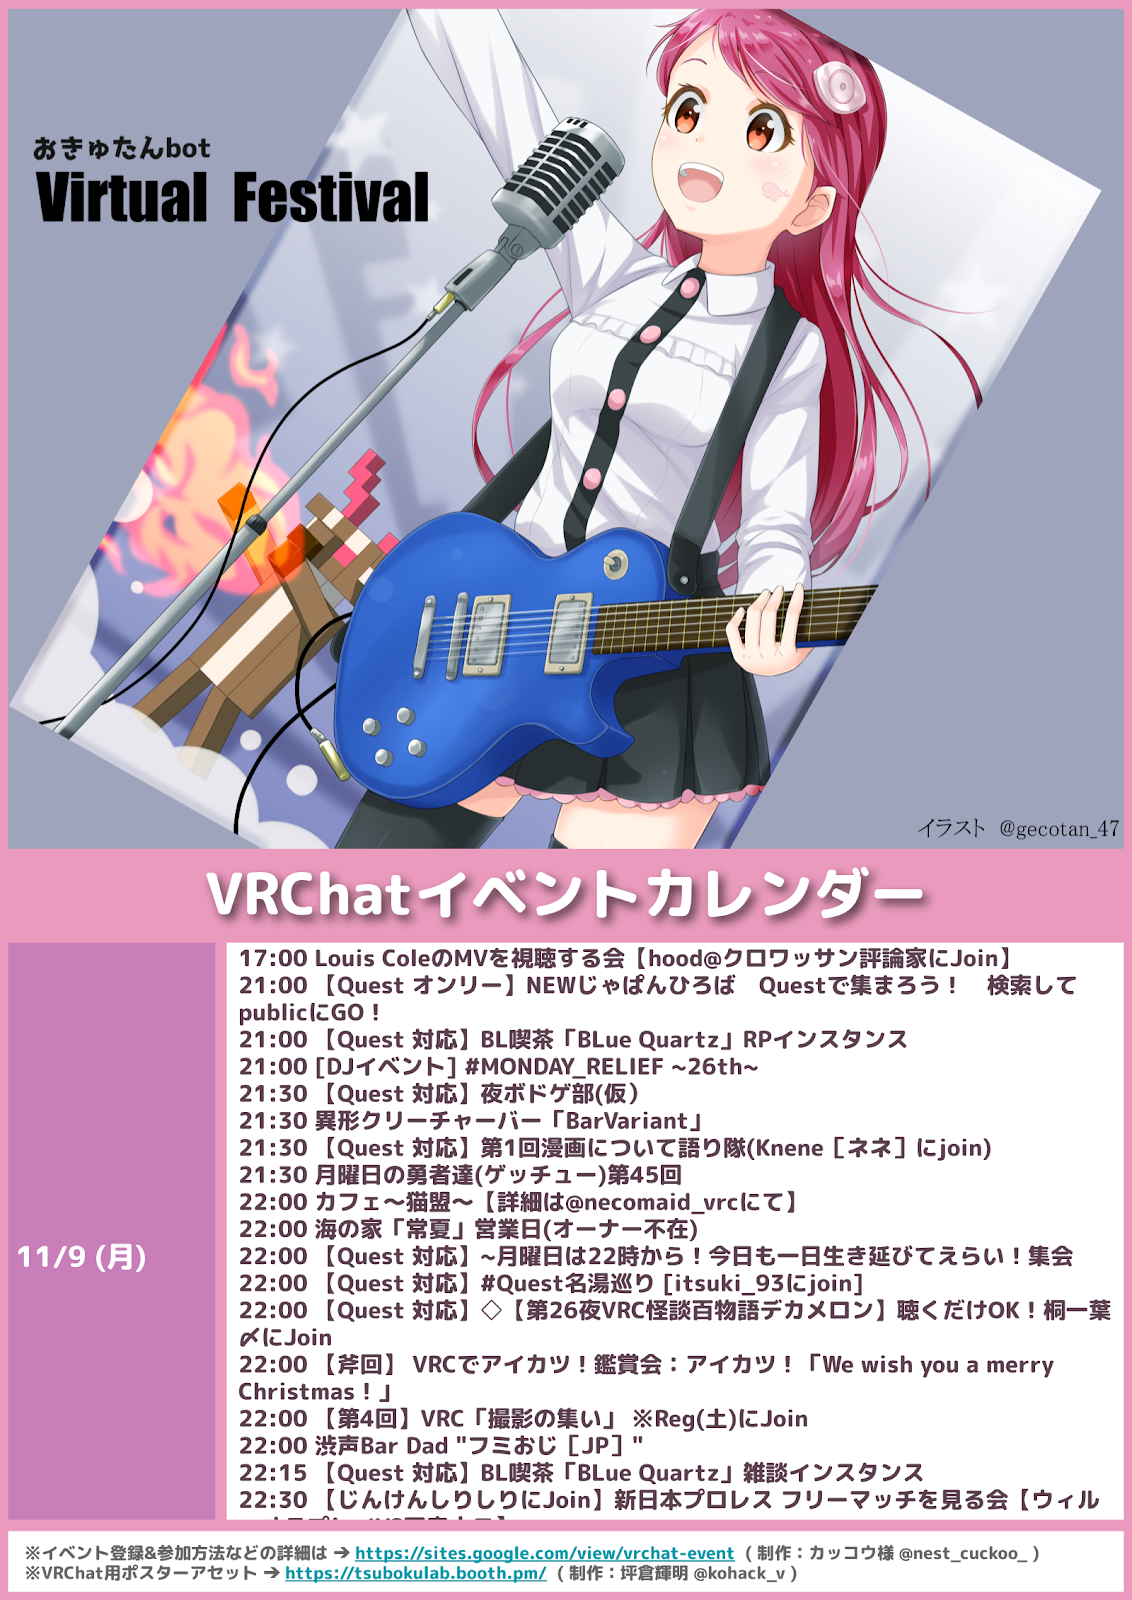 おきゅたんbot
Virtual Festival
イラスト @gecotan_47
VRChatイベントカレンダー
11/9 (月)
17:00 Louis ColeのMVを視聴する会【hood@クロワッサン評論家にJoin】
21:00 【Quest オンリー】NEWじゃぱんひろば　Questで集まろう！　検索して
publicにGO！
21:00 【Quest 対応】BL喫茶「BLue Quartz」RPインスタンス
21:00 [DJイベント] #MONDAY_RELIEF ~26th~
21:30 【Quest 対応】夜ボドゲ部(仮）
21:30 異形クリーチャーバー「BarVariant」
21:30 【Quest 対応】第1回漫画について語り隊(Knene［ネネ］にjoin)
21:30 月曜日の勇者達(ゲッチュー)第45回
22:00 カフェ～猫盟～【詳細は@necomaid_vrcにて】
22:00 海の家「常夏」営業日(オーナー不在)
22:00 【Quest 対応】~月曜日は22時から！今日も一日生き延びてえらい！集会
22:00 【Quest 対応】#Quest名湯巡り [itsuki_93にjoin]
22:00 【Quest 対応】◇【第26夜VRC怪談百物語デカメロン】聴くだけOK！桐一葉
〆にJoin
22:00 【斧回】 VRCでアイカツ！鑑賞会：アイカツ！「We wish you a merry
Christmas！」
22:00 【第4回】VRC「撮影の集い」 ※Reg(土)にJoin
22:00 渋声Bar Dad "フミおじ［JP］"
22:15 【Quest 対応】BL喫茶「BLue Quartz」雑談インスタンス
22:30 【じんけんしりしりにJoin】新日本プロレス フリーマッチを見る会【ウィル
※イベント登録&参加方法などの詳細は ➔ https://sites.google.com/view/vrchat-event （ 制作：カッコウ様 @nest_cuckoo_ ）
※VRChat用ポスターアセット ➔ https://tsubokulab.booth.pm/ （ 制作：坪倉輝明 @kohack_v ）